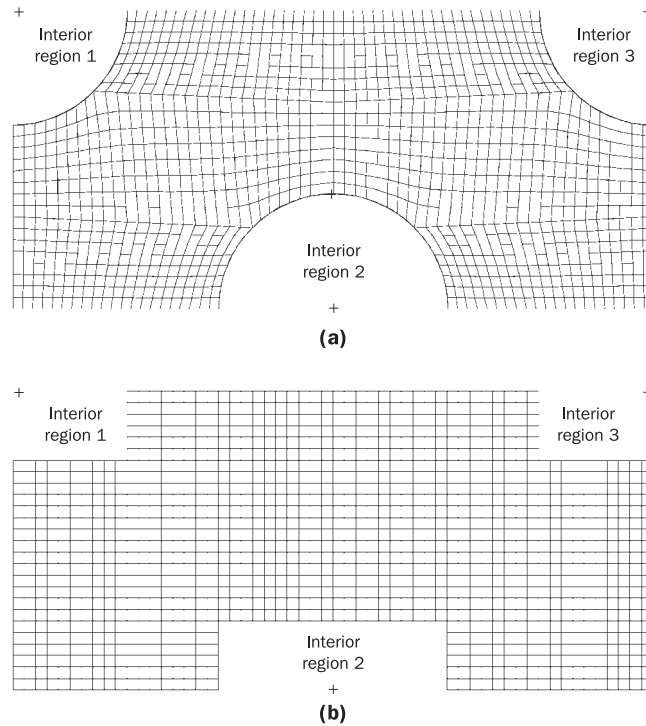 Interior
region 1
Interior
region 3
Interior
region 2
(a)
Interior
region 1
Interior
region 3
Interior
region 2
(b)